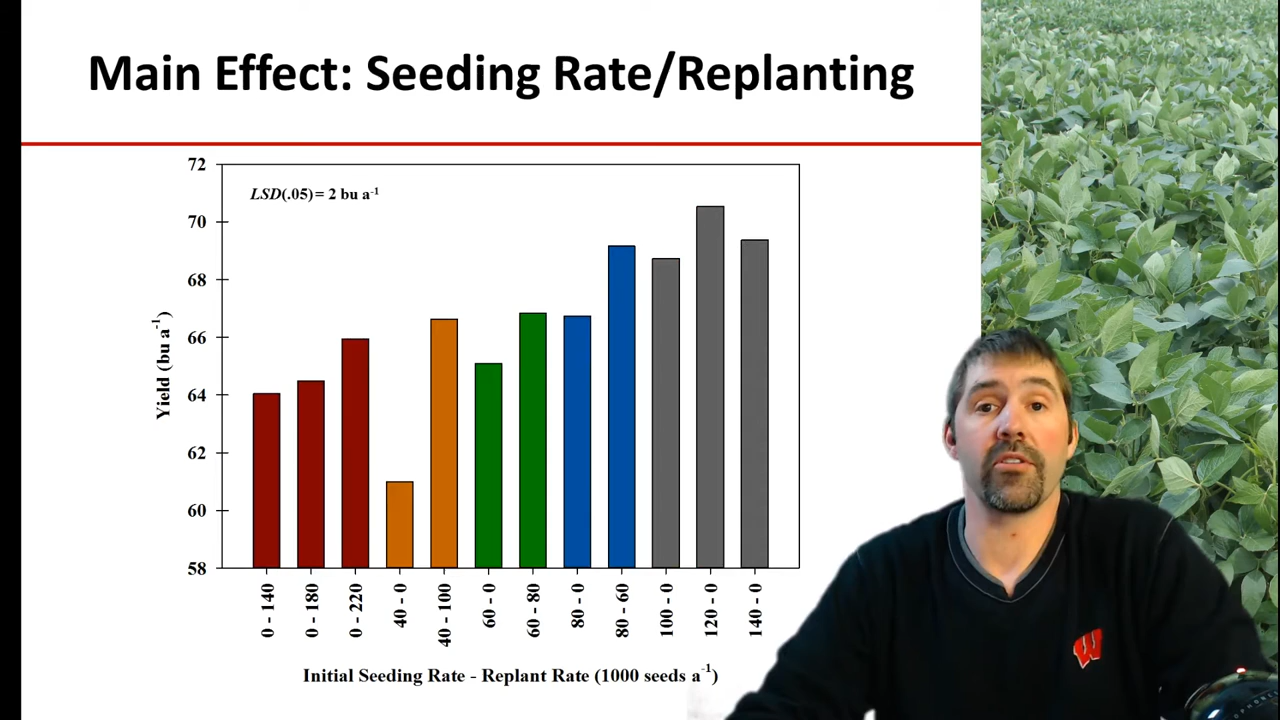 Main Effect: Seeding Rate/Replanting
LSD(.05)= 2 bu a⁻¹
72
70
68
66
64
62
60
58
Yield (bu a⁻¹)
0 - 140
0 - 180
0 - 220
40 - 0
40 - 100
60 - 0
60 - 80
80 - 0
80 - 60
100 - 0
120 - 0
140 - 0
Initial Seeding Rate - Replant Rate (1000 seeds a⁻¹)
W